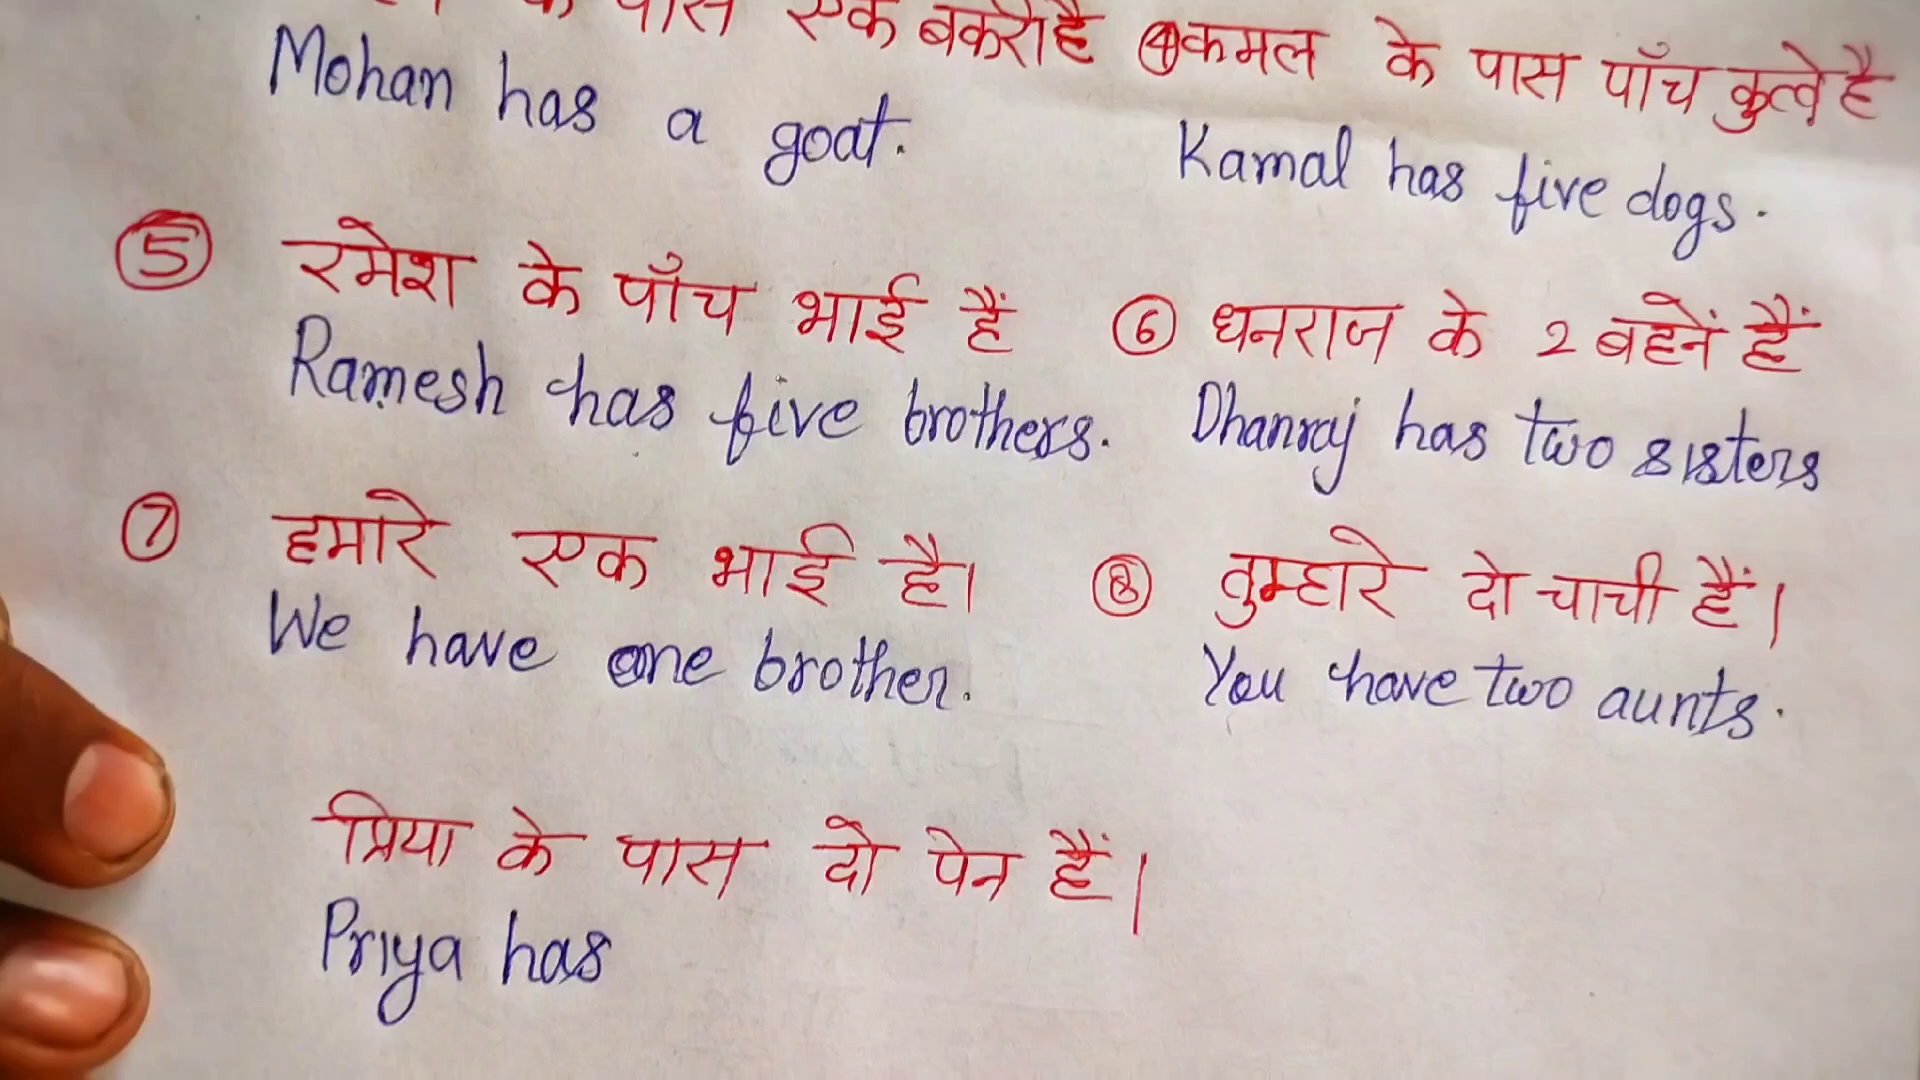 के पास एक बकरी है ④ कमल के पास पाँच कुत्ते है
Mohan has a goat. Kamal has five dogs.
⑤ रमेश के पाँच भाई हैं ⑥ धनराज के 2 बहनें हैं
Ramesh has five brothers. Dhanraj has two sisters
⑦ हमारे एक भाई है। ⑧ तुम्हारे दो चाची हैं।
We have one brother. You have two aunts.
प्रिया के पास दो पेन हैं।
Priya has